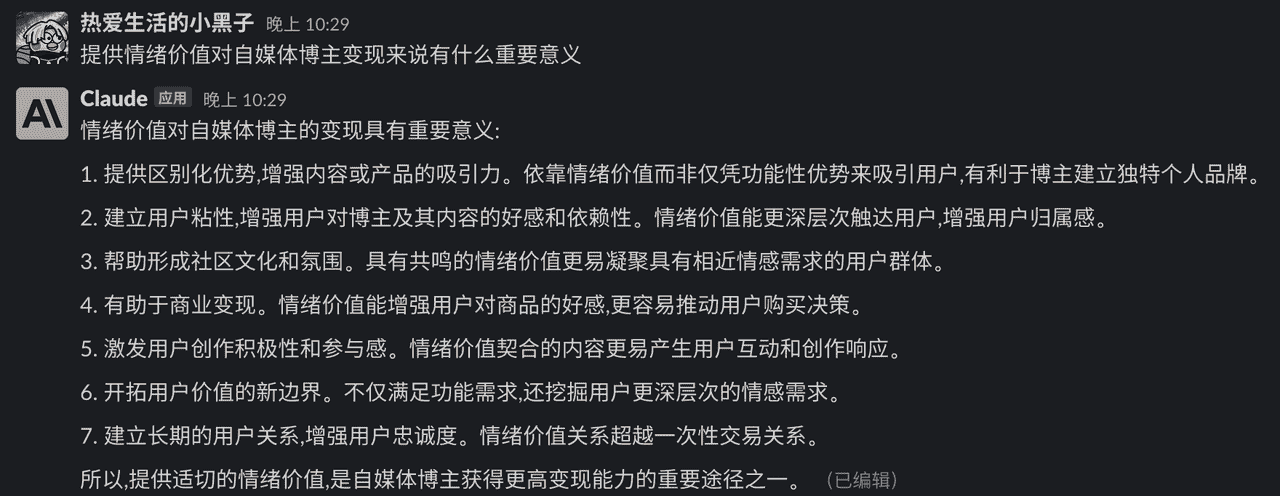 热爱生活的小黑子 晚上 10:29
提供情绪价值对自媒体博主变现来说有什么重要意义
Claude 应用 晚上 10:29
情绪价值对自媒体博主的变现具有重要意义:
1. 提供区别化优势,增强内容或产品的吸引力。依靠情绪价值而非仅凭功能性优势来吸引用户,有利于博主建立独特个人品牌。
2. 建立用户粘性,增强用户对博主及其内容的好感和依赖性。情绪价值能更深层次触达用户,增强用户归属感。
3. 帮助形成社区文化和氛围。具有共鸣的情绪价值更易凝聚具有相近情感需求的用户群体。
4. 有助于商业变现。情绪价值能增强用户对商品的好感,更容易推动用户购买决策。
5. 激发用户创作积极性和参与感。情绪价值契合的内容更易产生用户互动和创作响应。
6. 开拓用户价值的新边界。不仅满足功能需求,还挖掘用户更深层次的情感需求。
7. 建立长期的用户关系,增强用户忠诚度。情绪价值关系超越一次性交易关系。
所以,提供适切的情绪价值,是自媒体博主获得更高变现能力的重要途径之一。 (已编辑)